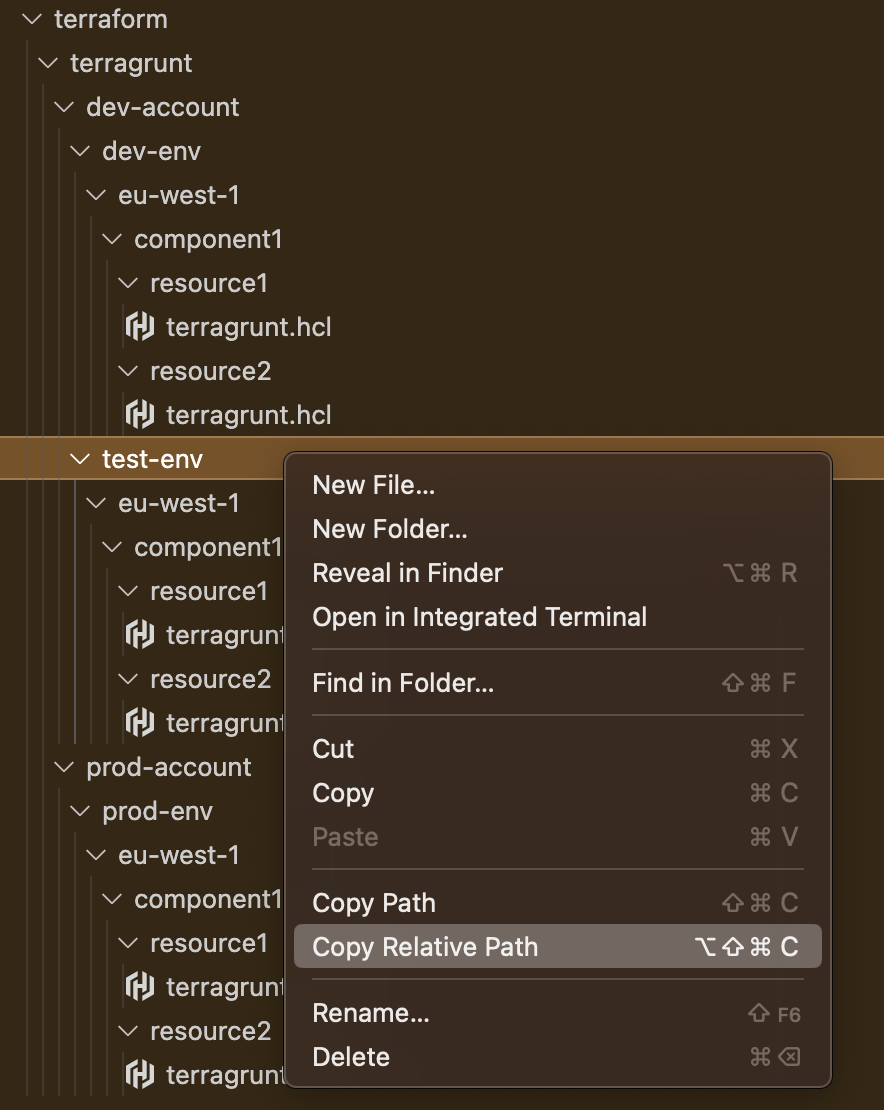 terraform
terragrunt
dev-account
dev-env
eu-west-1
component1
resource1
terragrunt.hcl
resource2
terragrunt.hcl
test-env
eu-west-1
component1
resource1
terragrunt
resource2
terragrunt
prod-account
prod-env
eu-west-1
component1
resource1
terragrunt
resource2
terragrunt
New File...
New Folder...
Reveal in Finder ⌥⌘ R
Open in Integrated Terminal
Find in Folder... ⇧⌘ F
Cut ⌘ X
Copy ⌘ C
Paste ⌘ V
Copy Path ⇧⌘ C
Copy Relative Path ⌥⇧⌘ C
Rename... ⇧ F6
Delete ⌘⌫